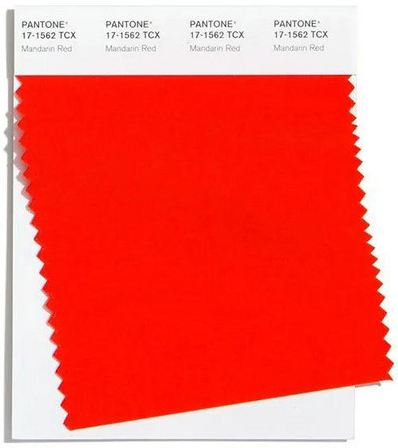 PANTONE® PANTONE® PANTONE® PANTONE®
17-1562 TCX 17-1562 TCX 17-1562 TCX 17-1562 TCX
Mandarin Red Mandarin Red Mandarin Red Mandarin Red